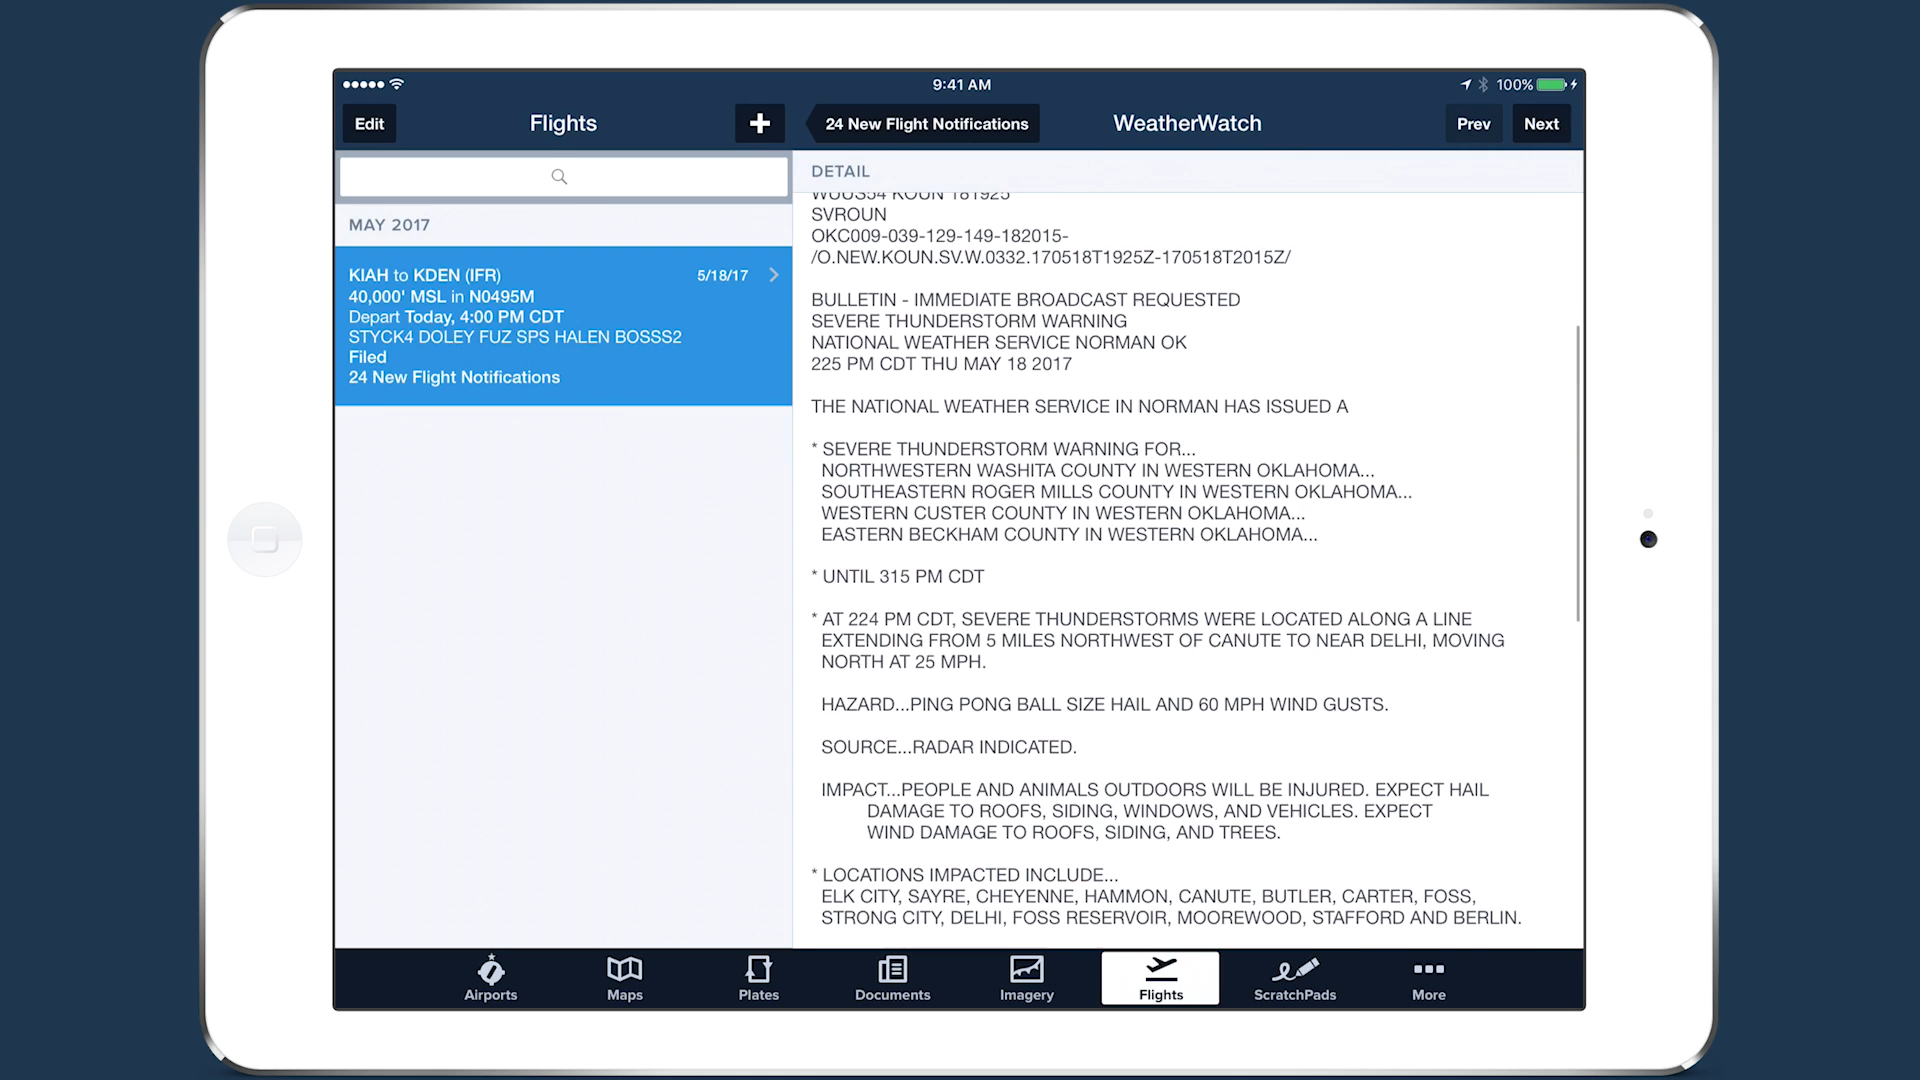 9:41 AM
100%
Edit
Flights
24 New Flight Notifications
WeatherWatch
Prev
Next
MAY 2017
KIAH to KDEN (IFR)
5/18/17
40,000' MSL in N0495M
Depart Today, 4:00 PM CDT
STYCK4 DOLEY FUZ SPS HALEN BOSSS2
Filed
24 New Flight Notifications
DETAIL
WUUS54 KOUN 181925
SVROUN
OKC009-039-129-149-182015-
/O.NEW.KOUN.SV.W.0332.170518T1925Z-170518T2015Z/
BULLETIN - IMMEDIATE BROADCAST REQUESTED
SEVERE THUNDERSTORM WARNING
NATIONAL WEATHER SERVICE NORMAN OK
225 PM CDT THU MAY 18 2017
THE NATIONAL WEATHER SERVICE IN NORMAN HAS ISSUED A
* SEVERE THUNDERSTORM WARNING FOR...
NORTHWESTERN WASHITA COUNTY IN WESTERN OKLAHOMA...
SOUTHEASTERN ROGER MILLS COUNTY IN WESTERN OKLAHOMA...
WESTERN CUSTER COUNTY IN WESTERN OKLAHOMA...
EASTERN BECKHAM COUNTY IN WESTERN OKLAHOMA...
* UNTIL 315 PM CDT
* AT 224 PM CDT, SEVERE THUNDERSTORMS WERE LOCATED ALONG A LINE
EXTENDING FROM 5 MILES NORTHWEST OF CANUTE TO NEAR DELHI, MOVING
NORTH AT 25 MPH.
HAZARD...PING PONG BALL SIZE HAIL AND 60 MPH WIND GUSTS.
SOURCE...RADAR INDICATED.
IMPACT...PEOPLE AND ANIMALS OUTDOORS WILL BE INJURED. EXPECT HAIL
DAMAGE TO ROOFS, SIDING, WINDOWS, AND VEHICLES. EXPECT
WIND DAMAGE TO ROOFS, SIDING, AND TREES.
* LOCATIONS IMPACTED INCLUDE...
ELK CITY, SAYRE, CHEYENNE, HAMMON, CANUTE, BUTLER, CARTER, FOSS,
STRONG CITY, DELHI, FOSS RESERVOIR, MOOREWOOD, STAFFORD AND BERLIN.
Airports
Maps
Plates
Documents
Imagery
Flights
ScratchPads
More